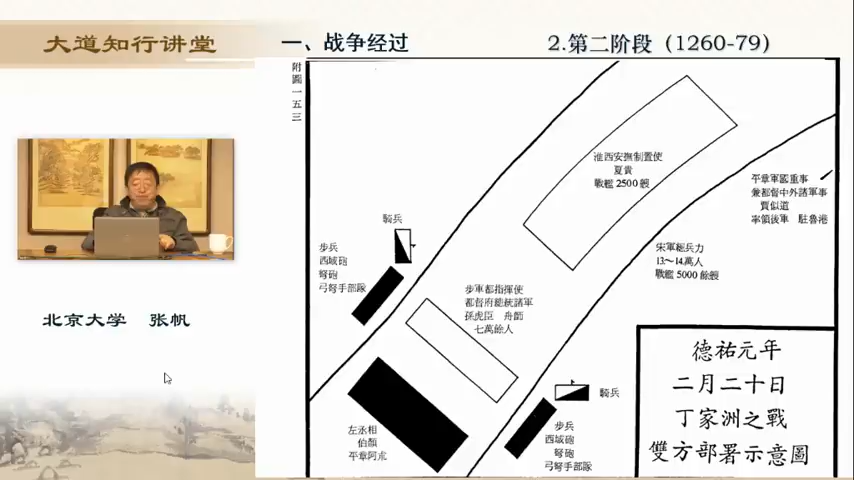 大道知行讲堂
一、战争经过
2.第二阶段（1260-79）
附圖一五三
淮西安撫制置使
夏貴
戰艦 2500 艘
平章軍國重事
兼都督中外諸軍事
賈似道
率領後軍 駐魯港
騎兵
步兵
西域砲
弩砲
弓弩手部隊
宋軍總兵力
13.～14.萬人
戰艦 5000 餘艘
步軍都指揮使
都督府總統諸軍
孫虎臣 舟師
七萬餘人
北京大学 张帆
德祐元年
二月二十日
丁家洲之戰
雙方部署示意圖
騎兵
左丞相
伯顏
平章阿朮
步兵
西域砲
弩砲
弓弩手部隊